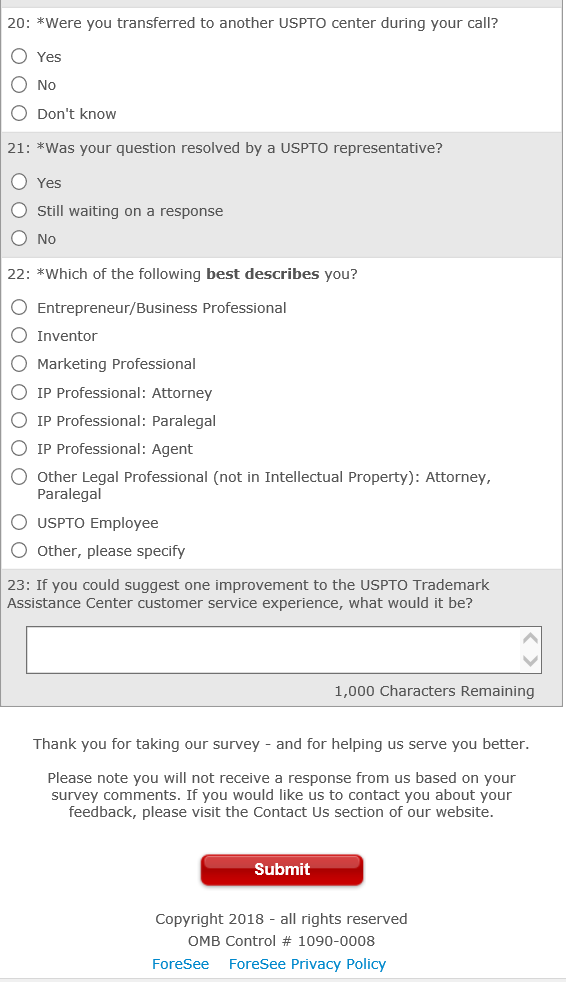 20: *Were you transferred to another USPTO center during your call?
Yes
No
Don't know
21: *Was your question resolved by a USPTO representative?
Yes
Still waiting on a response
No
22: *Which of the following best describes you?
Entrepreneur/Business Professional
Inventor
Marketing Professional
IP Professional: Attorney
IP Professional: Paralegal
IP Professional: Agent
Other Legal Professional (not in Intellectual Property): Attorney,
Paralegal
USPTO Employee
Other, please specify
23: If you could suggest one improvement to the USPTO Trademark
Assistance Center customer service experience, what would it be?
1,000 Characters Remaining
Thank you for taking our survey - and for helping us serve you better.
Please note you will not receive a response from us based on your
survey comments. If you would like us to contact you about your
feedback, please visit the Contact Us section of our website.
Submit
Copyright 2018 - all rights reserved
OMB Control # 1090-0008
ForeSee ForeSee Privacy Policy